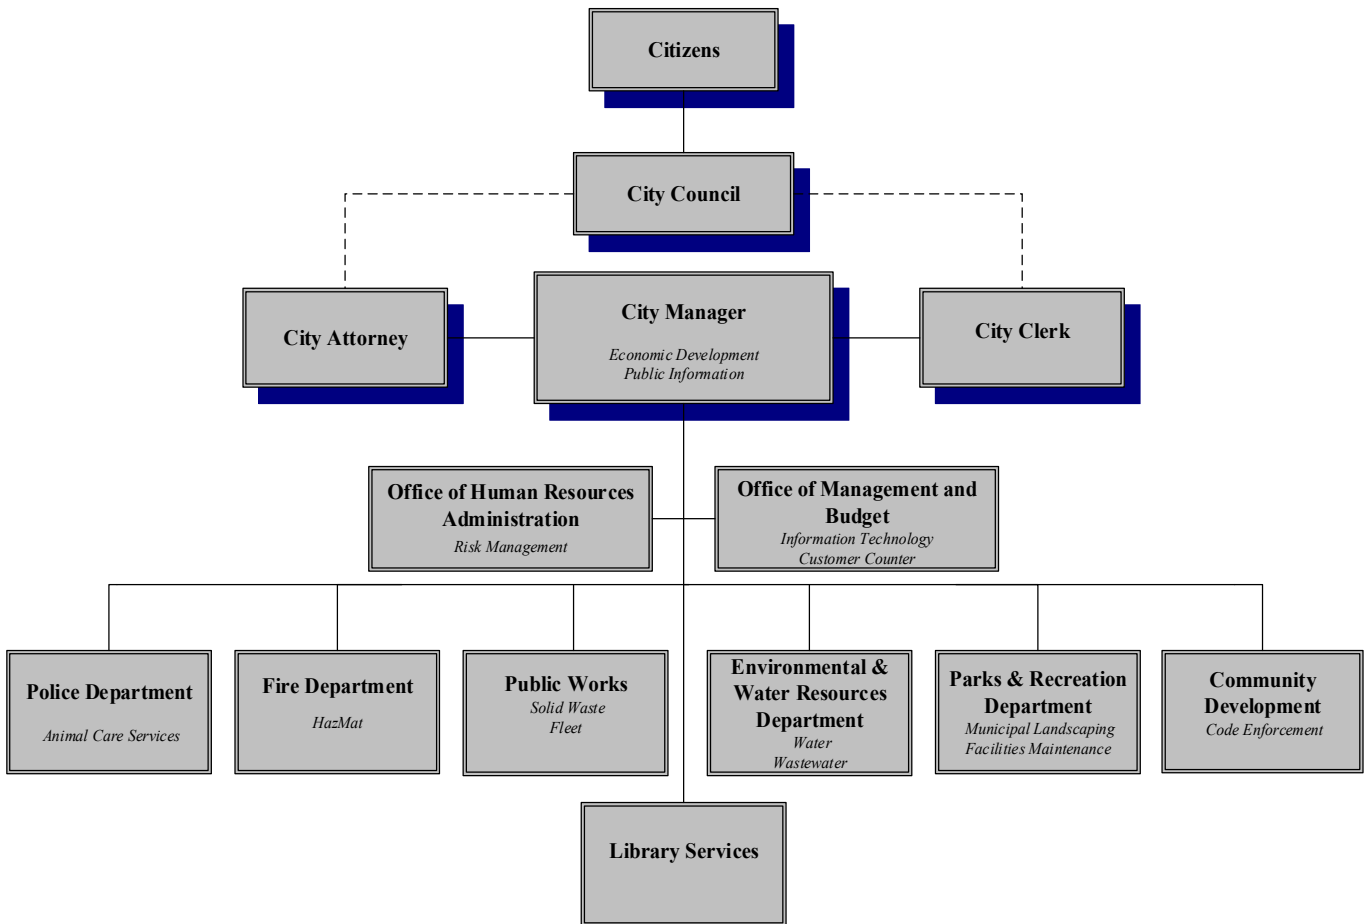 Citizens
City Council
City Attorney
City Manager
Economic Development
Public Information
City Clerk
Office of Human Resources
Administration
Risk Management
Office of Management and
Budget
Information Technology
Customer Counter
Police Department
Animal Care Services
Fire Department
HazMat
Public Works
Solid Waste
Fleet
Environmental &
Water Resources
Department
Water
Wastewater
Parks & Recreation
Department
Municipal Landscaping
Facilities Maintenance
Community
Development
Code Enforcement
Library Services